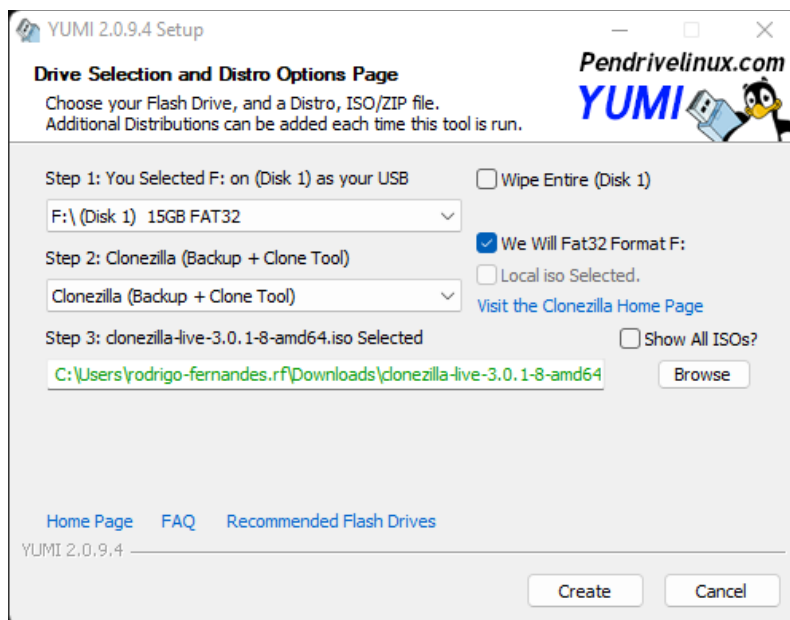 YUMI 2.0.9.4 Setup
Drive Selection and Distro Options Page
Choose your Flash Drive, and a Distro, ISO/ZIP file.
Additional Distributions can be added each time this tool is run.
Pendrivelinux.com
YUMI
Step 1: You Selected F: on (Disk 1) as your USB
Wipe Entire (Disk 1)
F:\ (Disk 1) 15GB FAT32
We Will Fat32 Format F:
Step 2: Clonezilla (Backup + Clone Tool)
Local iso Selected.
Clonezilla (Backup + Clone Tool)
Visit the Clonezilla Home Page
Step 3: clonezilla-live-3.0.1-8-amd64.iso Selected
Show All ISOs?
C:\Users\rodrigo-fernandes.rf\Downloads\clonezilla-live-3.0.1-8-amd64
Browse
Home Page FAQ Recommended Flash Drives
YUMI 2.0.9.4
Create Cancel